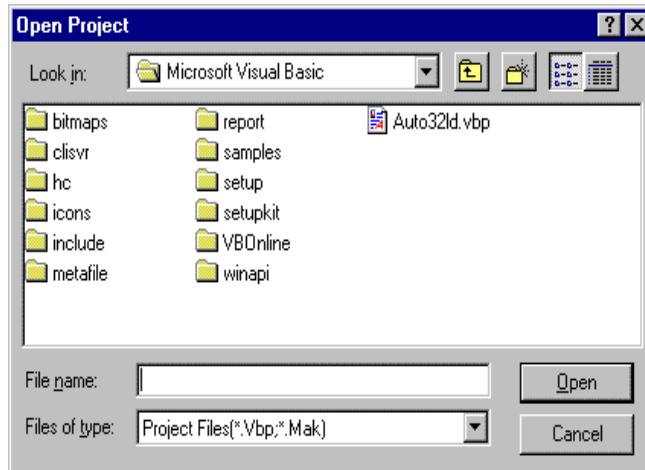 Open Project
Look in: Microsoft Visual Basic
bitmaps report Auto32ld.vbp
clisvr samples
hc setup
icons setupkit
include VBOnline
metafile winapi
File name: Open
Files of type: Project Files(*.Vbp;*.Mak) Cancel